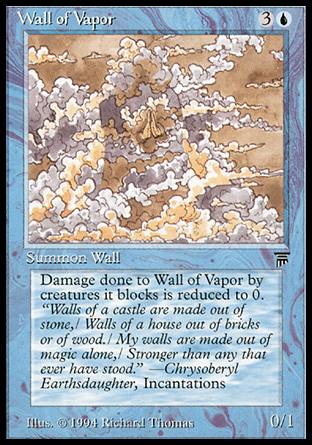 Wall of Vapor 3
Summon Wall
Damage done to Wall of Vapor by
creatures it blocks is reduced to 0.
“Walls of a castle are made out of
stone,/ Walls of a house out of bricks
or of wood./ My walls are made out of
magic alone,/ Stronger than any that
ever have stood.” —Chrysoberyl
Earthsdaughter, Incantations
Illus. © 1994 Richard Thomas 0/1